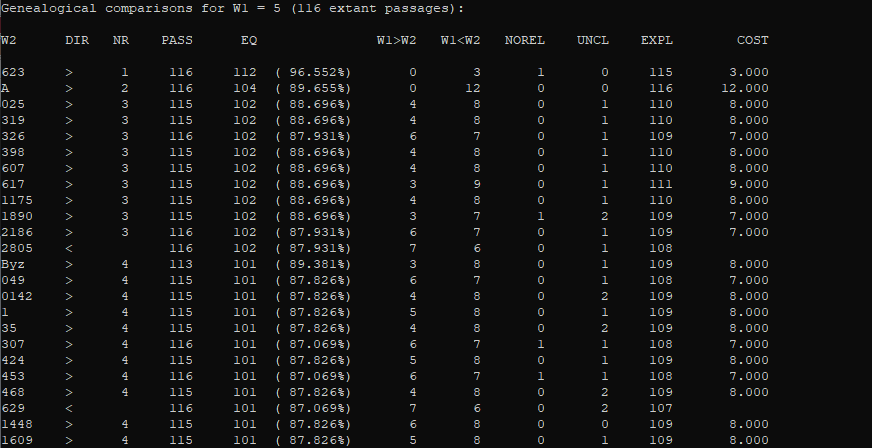 Genealogical comparisons for W1 = 5 (116 extant passages):
W2 DIR NR PASS EQ W1>W2 W1<W2 NOREL UNCL EXPL COST
623 > 1 116 112 ( 96.552%) 0 3 1 0 115 3.000
A > 2 116 104 ( 89.655%) 0 12 0 0 116 12.000
025 > 3 115 102 ( 88.696%) 4 8 0 1 110 8.000
319 > 3 115 102 ( 88.696%) 4 8 0 1 110 8.000
326 > 3 116 102 ( 87.931%) 6 7 0 1 109 7.000
398 > 3 115 102 ( 88.696%) 4 8 0 1 110 8.000
607 > 3 115 102 ( 88.696%) 4 8 0 1 110 8.000
617 > 3 115 102 ( 88.696%) 3 9 0 1 111 9.000
1175 > 3 115 102 ( 88.696%) 4 8 0 1 110 8.000
1890 > 3 115 102 ( 88.696%) 3 7 1 2 109 7.000
2186 > 3 116 102 ( 87.931%) 6 7 0 1 109 7.000
2805 < 116 102 ( 87.931%) 7 6 0 1 108
Byz > 4 113 101 ( 89.381%) 3 8 0 1 109 8.000
049 > 4 115 101 ( 87.826%) 6 7 0 1 108 7.000
0142 > 4 115 101 ( 87.826%) 4 8 0 2 109 8.000
1 > 4 115 101 ( 87.826%) 5 8 0 1 109 8.000
35 > 4 115 101 ( 87.826%) 4 8 0 2 109 8.000
307 > 4 116 101 ( 87.069%) 6 7 1 1 108 7.000
424 > 4 115 101 ( 87.826%) 5 8 0 1 109 8.000
453 > 4 116 101 ( 87.069%) 6 7 1 1 108 7.000
468 > 4 115 101 ( 87.826%) 4 8 0 2 109 8.000
629 < 116 101 ( 87.069%) 7 6 0 2 107
1448 > 4 115 101 ( 87.826%) 6 8 0 0 109 8.000
1609 > 4 115 101 ( 87.826%) 5 8 0 1 109 8.000